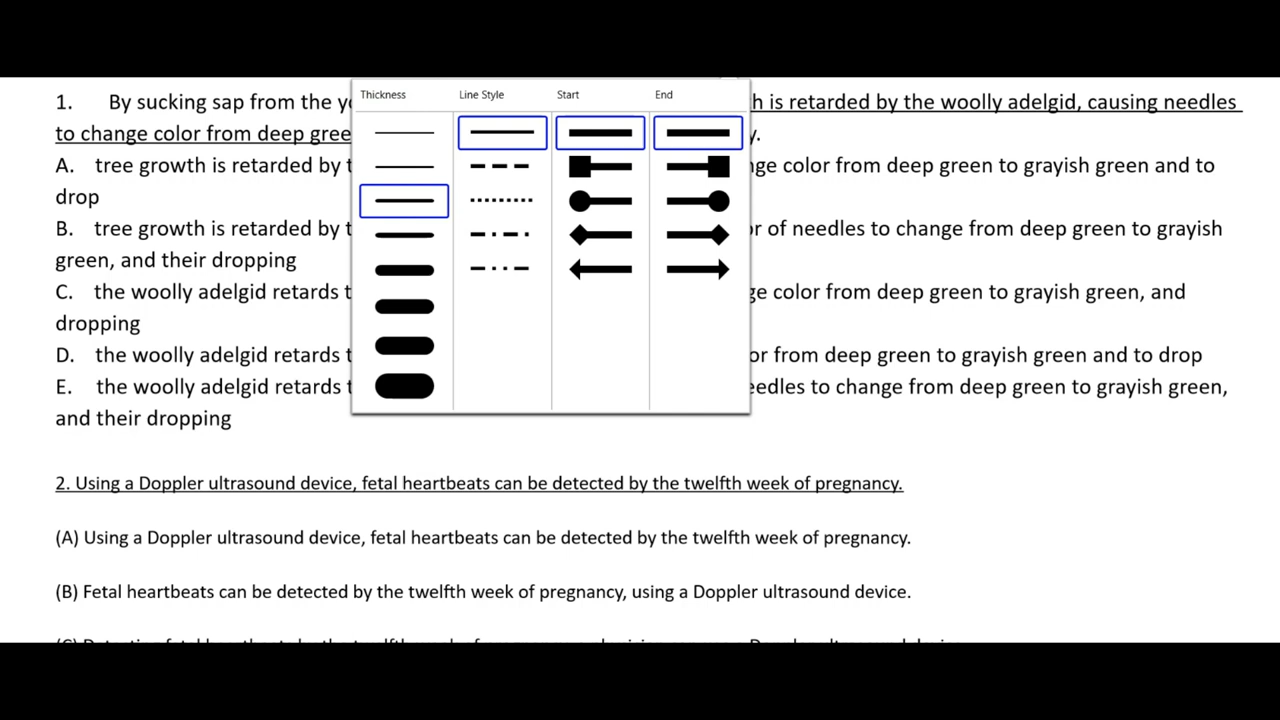 Thickness Line Style Start End
1. By sucking sap from the h is retarded by the woolly adelgid, causing needles
to change color from deep gree y.
A. tree growth is retarded by color from deep green to grayish green and to
drop
B. tree growth is retarded by of needles to change from deep green to grayish
green, and their dropping
C. the woolly adelgid retards color from deep green to grayish green, and
dropping
D. the woolly adelgid retards from deep green to grayish green and to drop
E. the woolly adelgid retards to change from deep green to grayish green,
and their dropping
2. Using a Doppler ultrasound device, fetal heartbeats can be detected by the twelfth week of pregnancy.
(A) Using a Doppler ultrasound device, fetal heartbeats can be detected by the twelfth week of pregnancy.
(B) Fetal heartbeats can be detected by the twelfth week of pregnancy, using a Doppler ultrasound device.